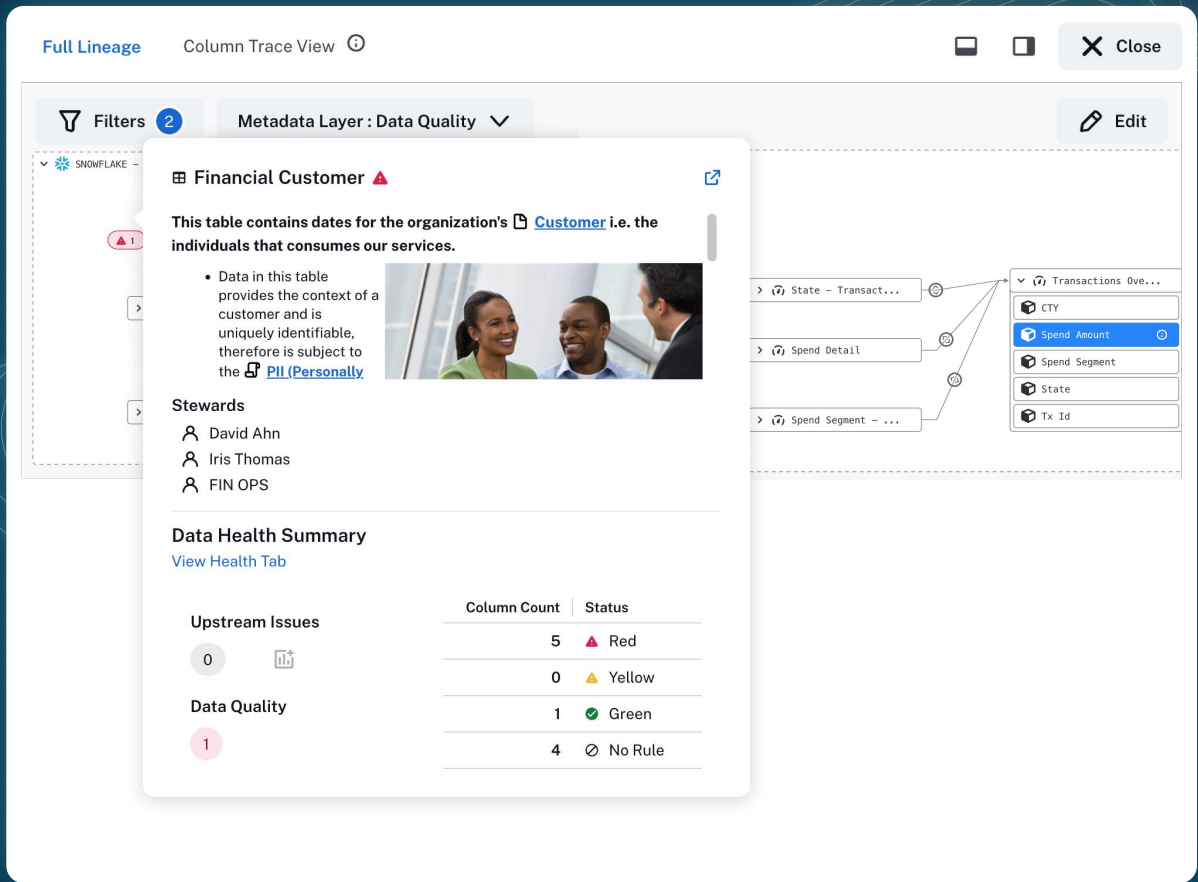 Full Lineage
Column Trace View
Close
Filters 2
Metadata Layer : Data Quality
Edit
SNOWFLAKE –
1
Financial Customer
This table contains dates for the organization's Customer i.e. the
individuals that consumes our services.
• Data in this table
provides the context of a
customer and is
uniquely identifiable,
therefore is subject to
the PII (Personally
Stewards
David Ahn
Iris Thomas
FIN OPS
Data Health Summary
View Health Tab
Upstream Issues
0
Data Quality
1
Column Count Status
5 Red
0 Yellow
1 Green
4 No Rule
State – Transact...
Spend Detail
Spend Segment – ...
Transactions Ove...
CTY
Spend Amount
Spend Segment
State
Tx Id